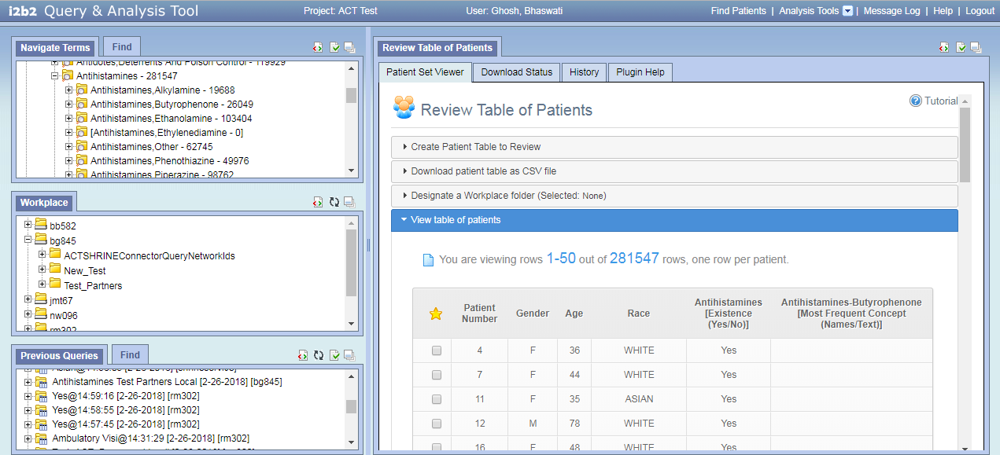 i2b2 Query & Analysis Tool
Project: ACT Test
User: Ghosh, Bhaswati
Find Patients | Analysis Tools | Message Log | Help | Logout
Navigate Terms
Find
Antidotes,Deterrents And Poison Control - 119929
Antihistamines - 281547
Antihistamines,Alkylamine - 19688
Antihistamines,Butyrophenone - 26049
Antihistamines,Ethanolamine - 103404
[Antihistamines,Ethylenediamine - 0]
Antihistamines,Other - 62745
Antihistamines,Phenothiazine - 49976
Antihistamines,Piperazine - 98762
Workplace
bb582
bg845
ACTSHRINEConnectorQueryNetworkIds
New_Test
Test_Partners
jmt67
nw096
rm302
Previous Queries
Find
Antihistamines Test Partners Local [2-26-2018] [bg845]
Yes@14:59:16 [2-26-2018] [rm302]
Yes@14:58:55 [2-26-2018] [rm302]
Yes@14:57:45 [2-26-2018] [rm302]
Ambulatory Visi@14:31:29 [2-26-2018] [rm302]
Review Table of Patients
Patient Set Viewer
Download Status
History
Plugin Help
Review Table of Patients
? Tutorial
Create Patient Table to Review
Download patient table as CSV file
Designate a Workplace folder (Selected: None)
View table of patients
You are viewing rows 1-50 out of 281547 rows, one row per patient.
Patient Number Gender Age Race Antihistamines [Existence (Yes/No)] Antihistamines-Butyrophenone [Most Frequent Concept (Names/Text)]
4 F 36 WHITE Yes
7 F 44 WHITE Yes
11 F 35 ASIAN Yes
12 M 78 WHITE Yes
16 F 48 WHITE Yes